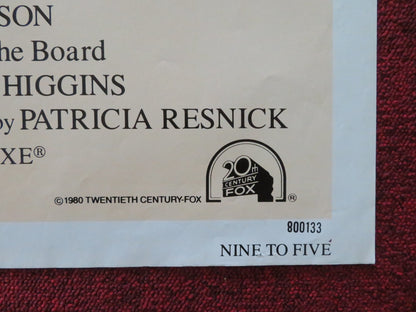 SON
he Board
HIGGINS
by PATRICIA RESNICK
XE®
20th
CENTURY
FOX
®
©1980 TWENTIETH CENTURY-FOX
800133
NINE TO FIVE